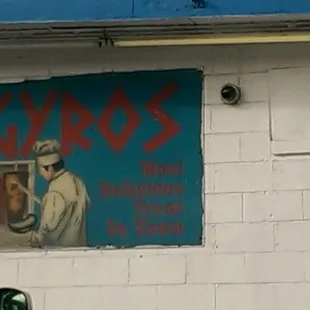 GYROS
Most
Delicious
Treat
In Town